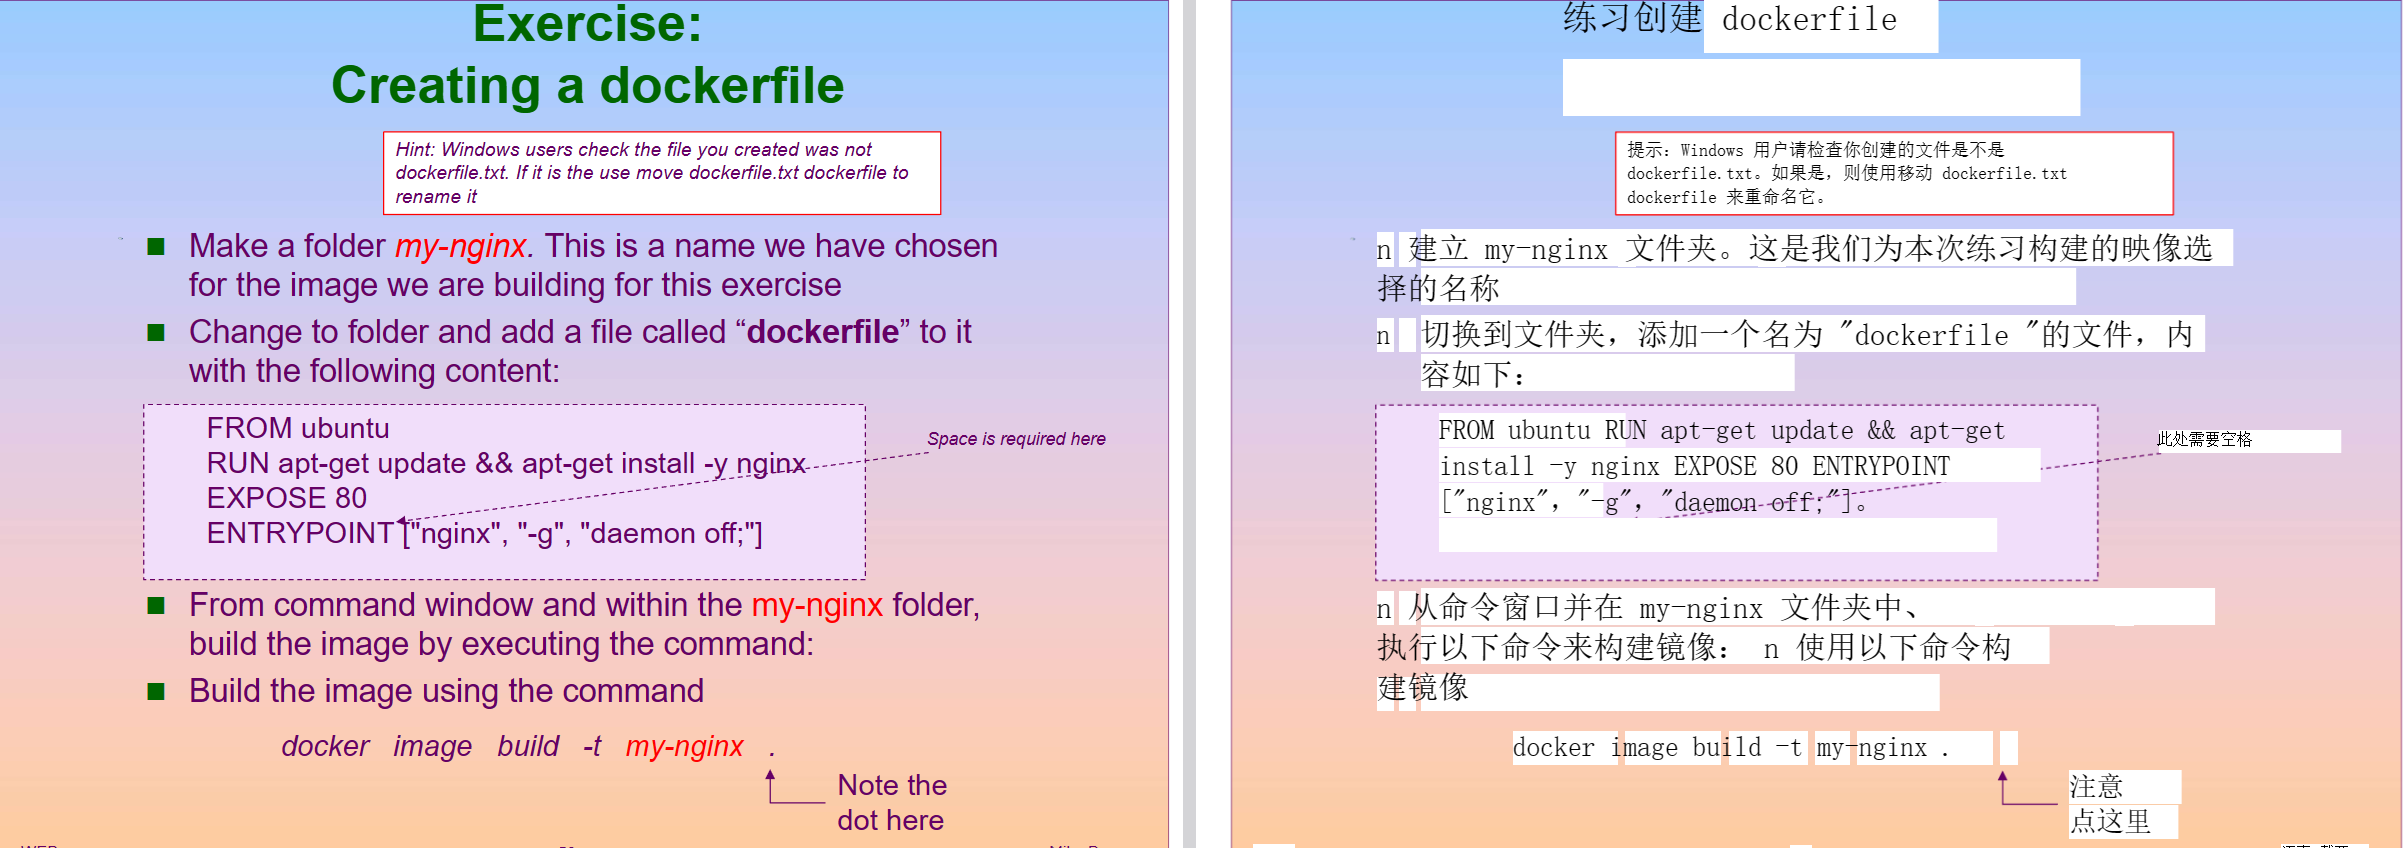 Exercise:
Creating a dockerfile
Hint: Windows users check the file you created was not
dockerfile.txt. If it is the use move dockerfile.txt dockerfile to
rename it
■ Make a folder my-nginx. This is a name we have chosen
for the image we are building for this exercise
■ Change to folder and add a file called “dockerfile” to it
with the following content:
FROM ubuntu
RUN apt-get update && apt-get install -y nginx
EXPOSE 80
ENTRYPOINT ["nginx", "-g", "daemon off;"]
Space is required here
■ From command window and within the my-nginx folder,
build the image by executing the command:
■ Build the image using the command
docker image build -t my-nginx .
Note the
dot here
练习创建 dockerfile
提示：Windows 用户请检查你创建的文件是不是
dockerfile.txt。如果是，则使用移动 dockerfile.txt
dockerfile 来重命名它。
n 建立 my-nginx 文件夹。这是我们为本次练习构建的映像选
择的名称
n 切换到文件夹，添加一个名为 "dockerfile "的文件，内
容如下：
FROM ubuntu RUN apt-get update && apt-get
install -y nginx EXPOSE 80 ENTRYPOINT
["nginx"，"-g"，"daemon off;"]。
此处需要空格
n 从命令窗口并在 my-nginx 文件夹中、
执行以下命令来构建镜像： n 使用以下命令构
建镜像
docker image build -t my-nginx .
注意
点这里